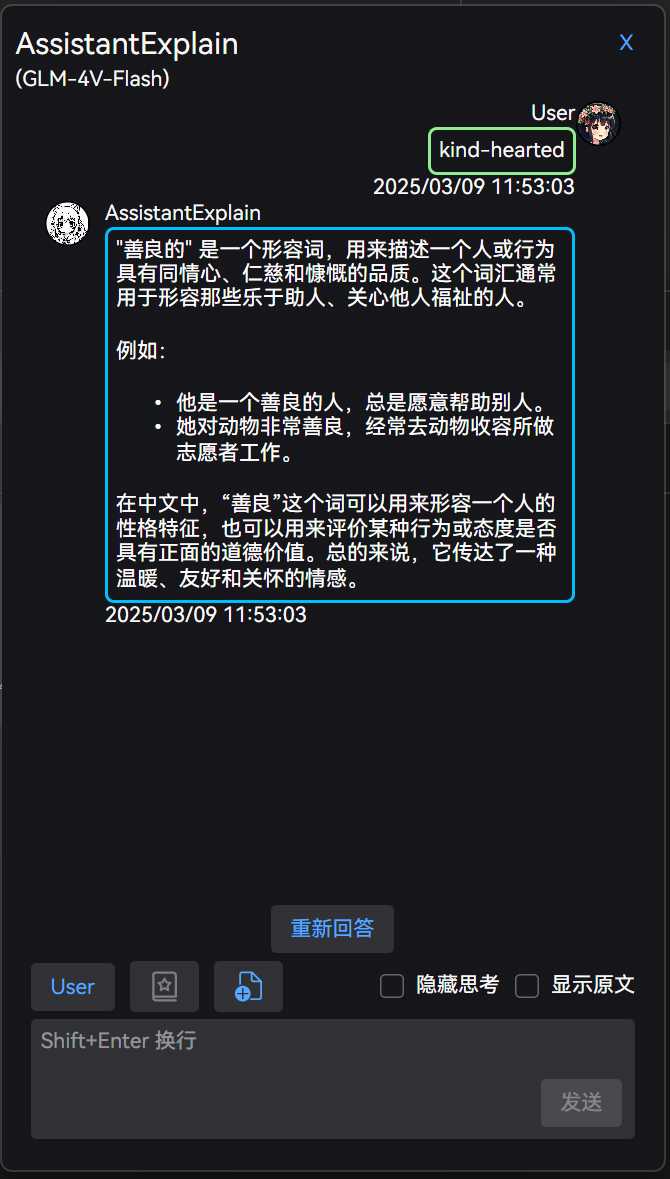 AssistantExplain
X
(GLM-4V-Flash)
User
kind-hearted
2025/03/09 11:53:03
AssistantExplain
"善良的" 是一个形容词，用来描述一个人或行为
具有同情心、仁慈和慷慨的品质。这个词汇通常
用于形容那些乐于助人、关心他人福祉的人。
例如：
• 他是一个善良的人，总是愿意帮助别人。
• 她对动物非常善良，经常去动物收容所做
志愿者工作。
在中文中，“善良”这个词可以用来形容一个人的
性格特征，也可以用来评价某种行为或态度是否
具有正面的道德价值。总的来说，它传达了一种
温暖、友好和关怀的情感。
2025/03/09 11:53:03
重新回答
User
隐藏思考
显示原文
Shift+Enter 换行
发送